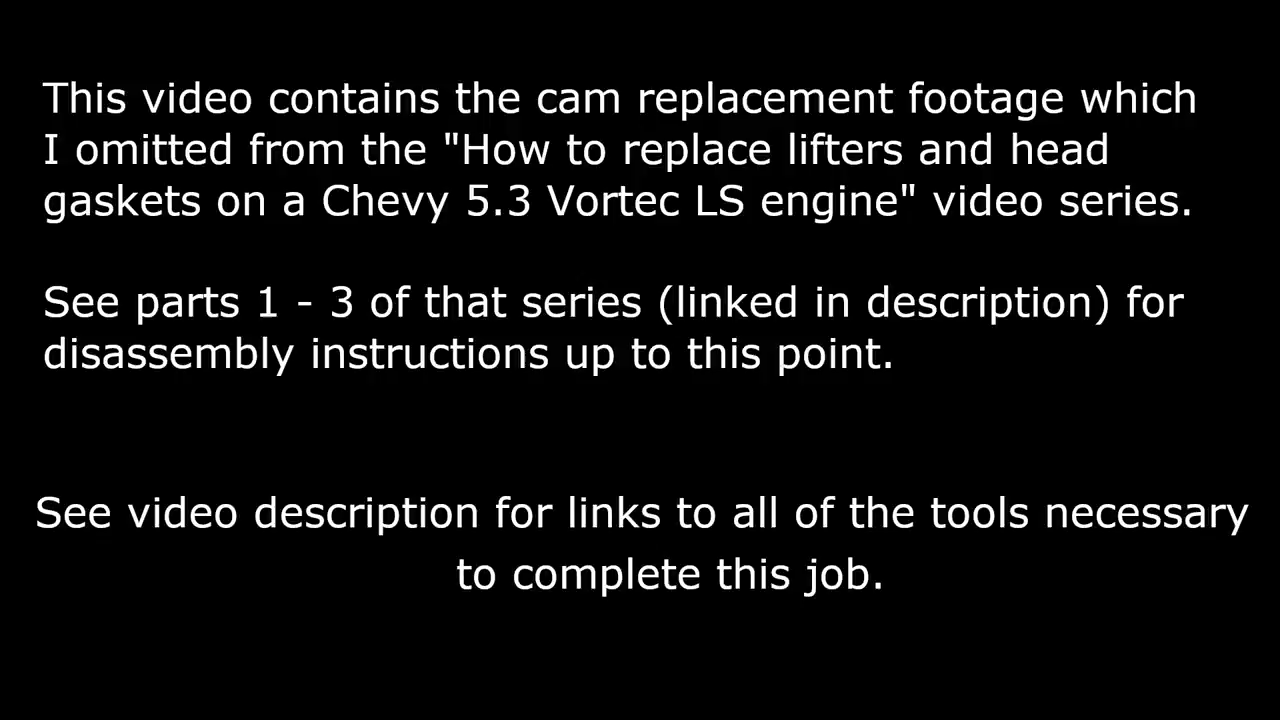 This video contains the cam replacement footage which
I omitted from the "How to replace lifters and head
gaskets on a Chevy 5.3 Vortec LS engine" video series.
See parts 1 - 3 of that series (linked in description) for
disassembly instructions up to this point.
See video description for links to all of the tools necessary
to complete this job.